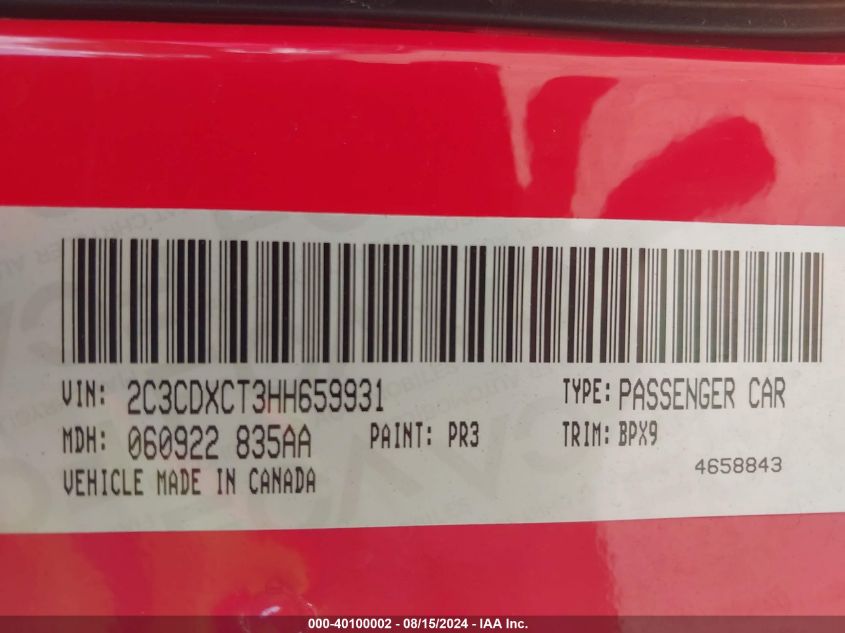 VIN: 2C3CDXCT3HH659931 TYPE: PASSENGER CAR
MDH: 060922 835AA PAINT: PR3 TRIM: BPX9
4658843
VEHICLE MADE IN CANADA
000-40100002 - 08/15/2024 - IAA Inc.